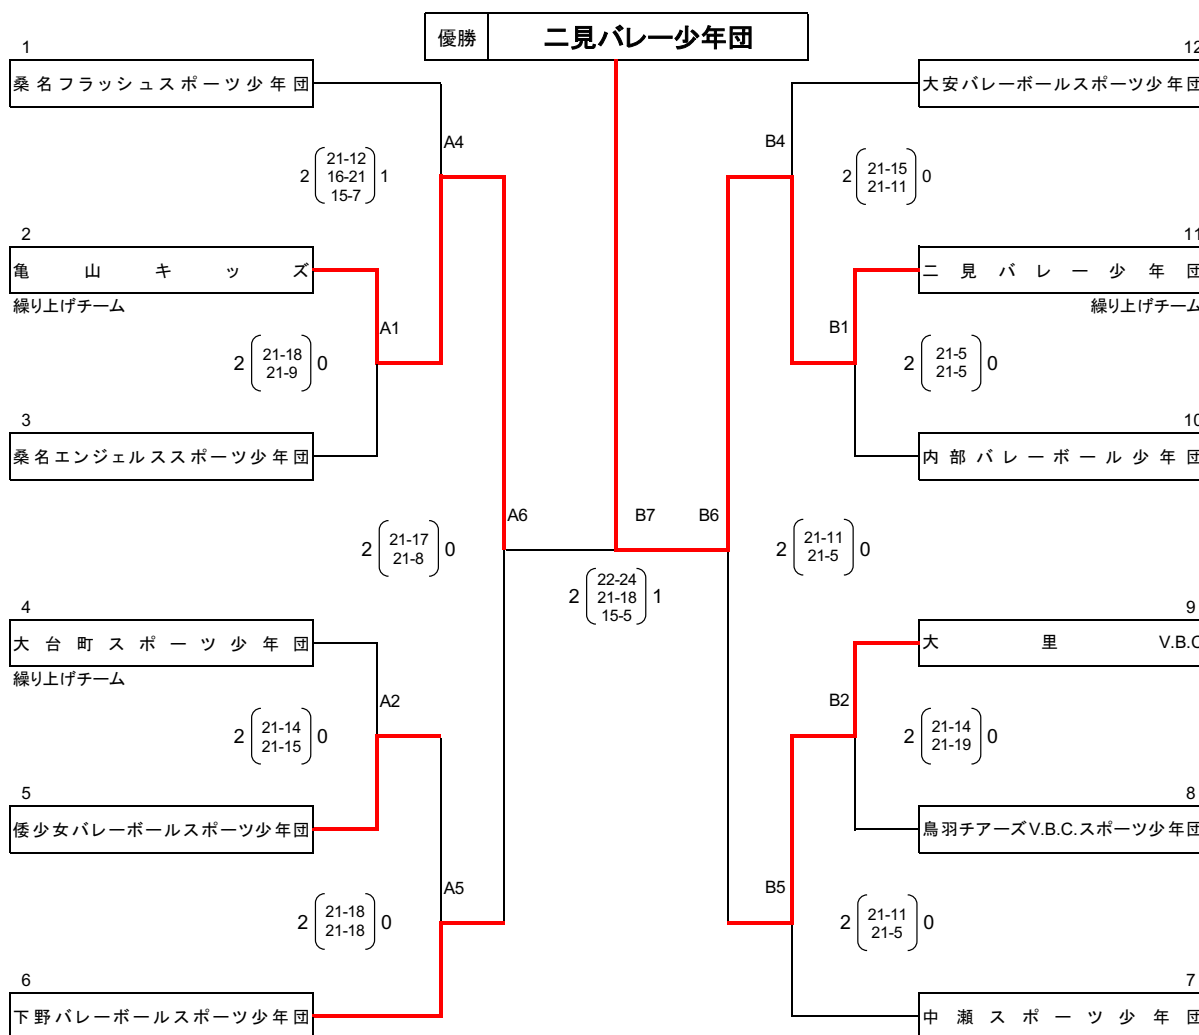 優勝 二見バレー少年団
1
桑名フラッシュスポーツ少年団
A4
2 21-12 1
16-21
15-7
2
亀山キッズ
繰り上げチーム
A1
2 21-18 0
21-9
3
桑名エンジェルススポーツ少年団
A6
2 21-17 0
21-8
4
大台町スポーツ少年団
繰り上げチーム
A2
2 21-14 0
21-15
5
倭少女バレーボールスポーツ少年団
A5
2 21-18 0
21-18
6
下野バレーボールスポーツ少年団
B7
2 22-24 1
21-18
15-5
12
大安バレーボールスポーツ少年団
B4
2 21-15 0
21-11
11
二見バレー少年団
繰り上げチーム
B1
2 21-5 0
21-5
10
内部バレーボール少年団
B6
2 21-11 0
21-5
9
大里V.B.C
B2
2 21-14 0
21-19
8
鳥羽チアーズV.B.C.スポーツ少年団
B5
2 21-11 0
21-5
7
中瀬スポーツ少年団